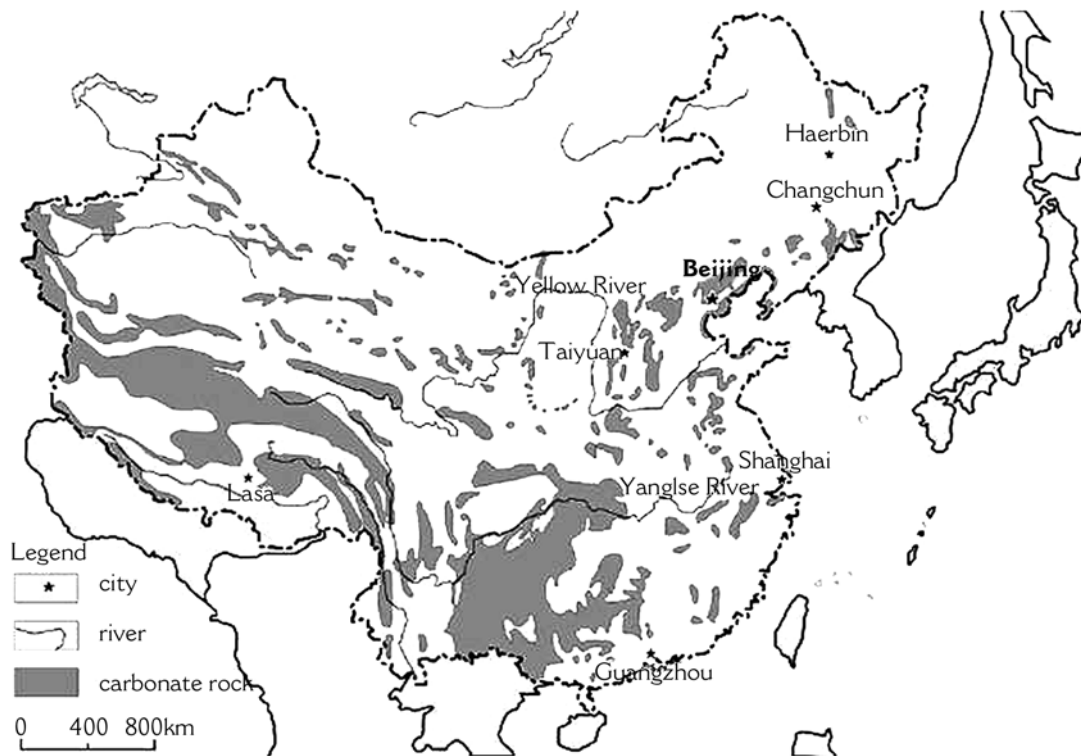 Haerbin
Changchun
Beijing
Yellow River
Taiyuan
Shanghai
Yanglse River
Lasa
Guangzhou
Legend
city
river
carbonate rock
0 400 800km